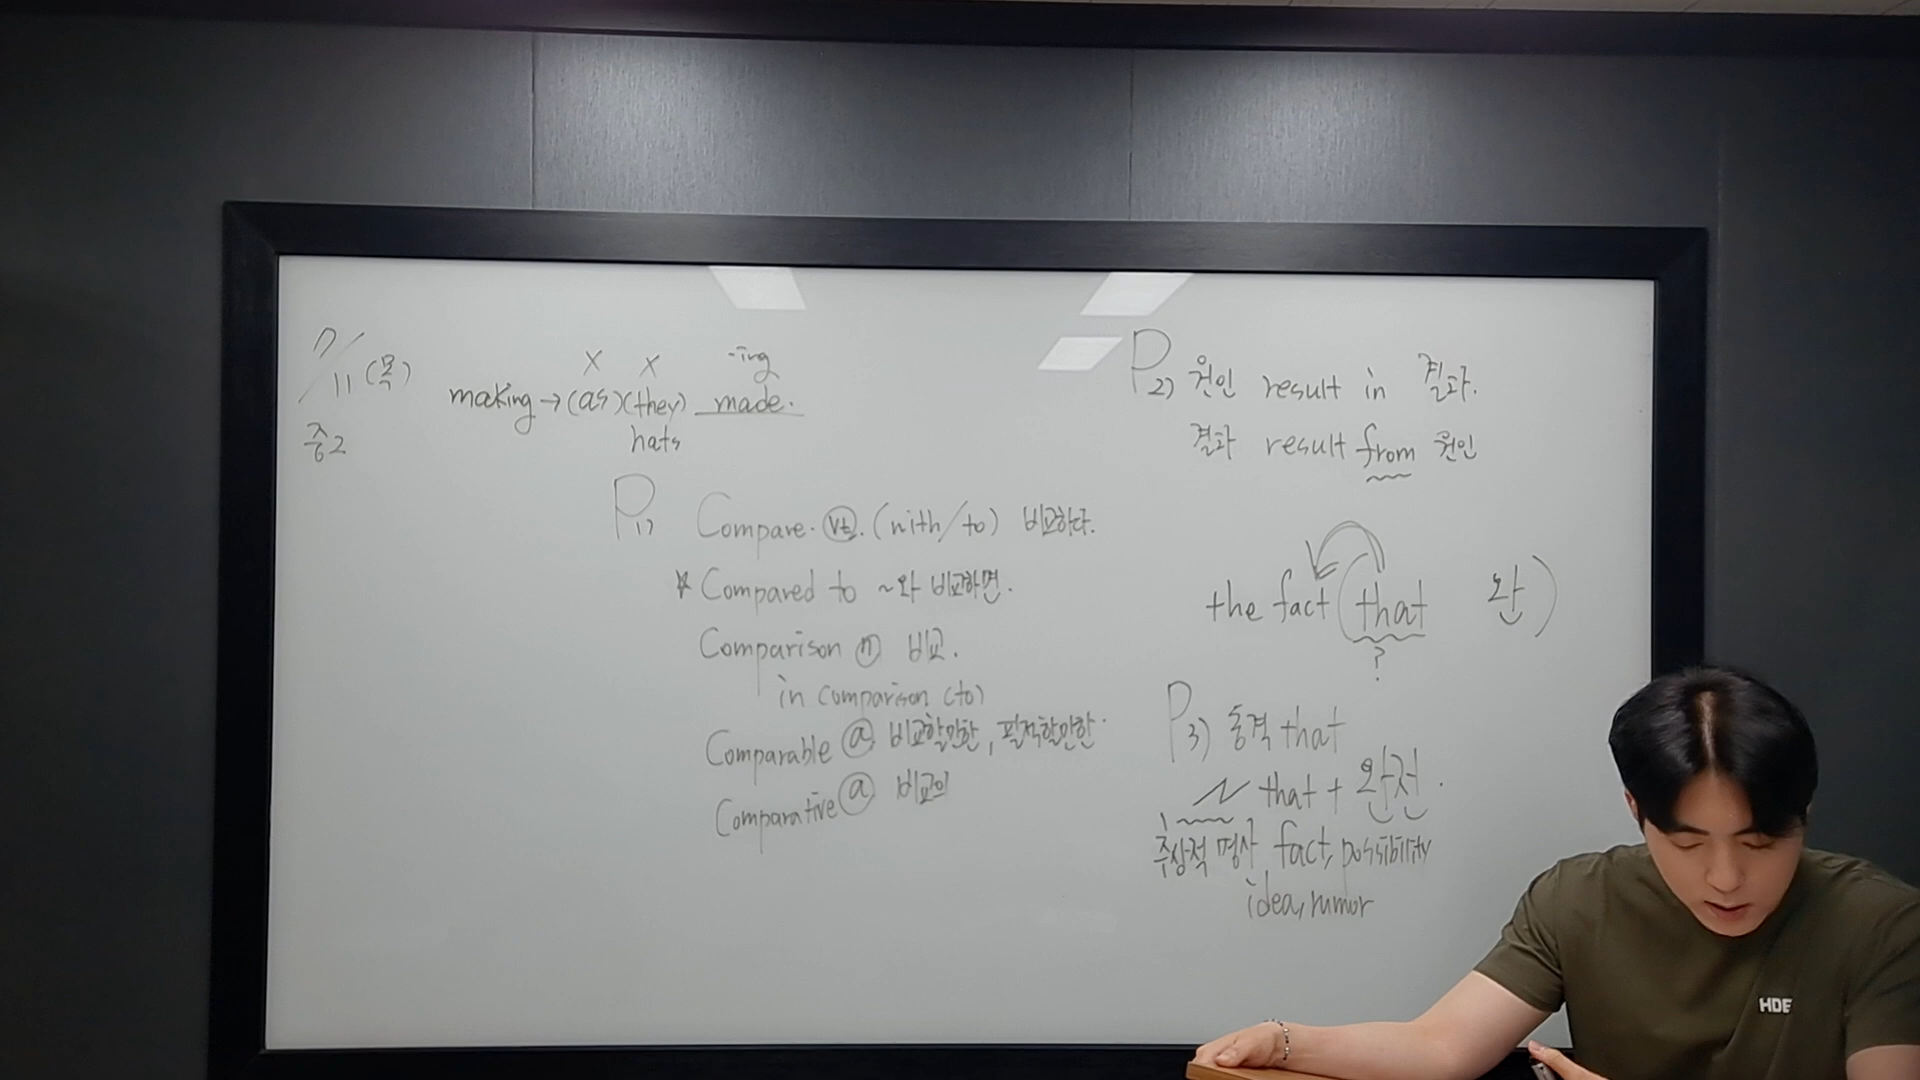 7/11 (목)
중2
x x -ing
making → (as)(they) made.
hats
P1) Compare. vt. (with/to) 비교하다.
* Compared to ~와 비교하면.
Comparison n 비교.
in comparison (to)
Comparable a 비교할만한, 필적할만한.
Comparative a 비교의
P2) 원인 result in 결과.
결과 result from 원인
the fact (that 완)
?
P3) 동격 that
N that + 완전.
추상적 명사 fact, possibility
idea, rumor
HDE